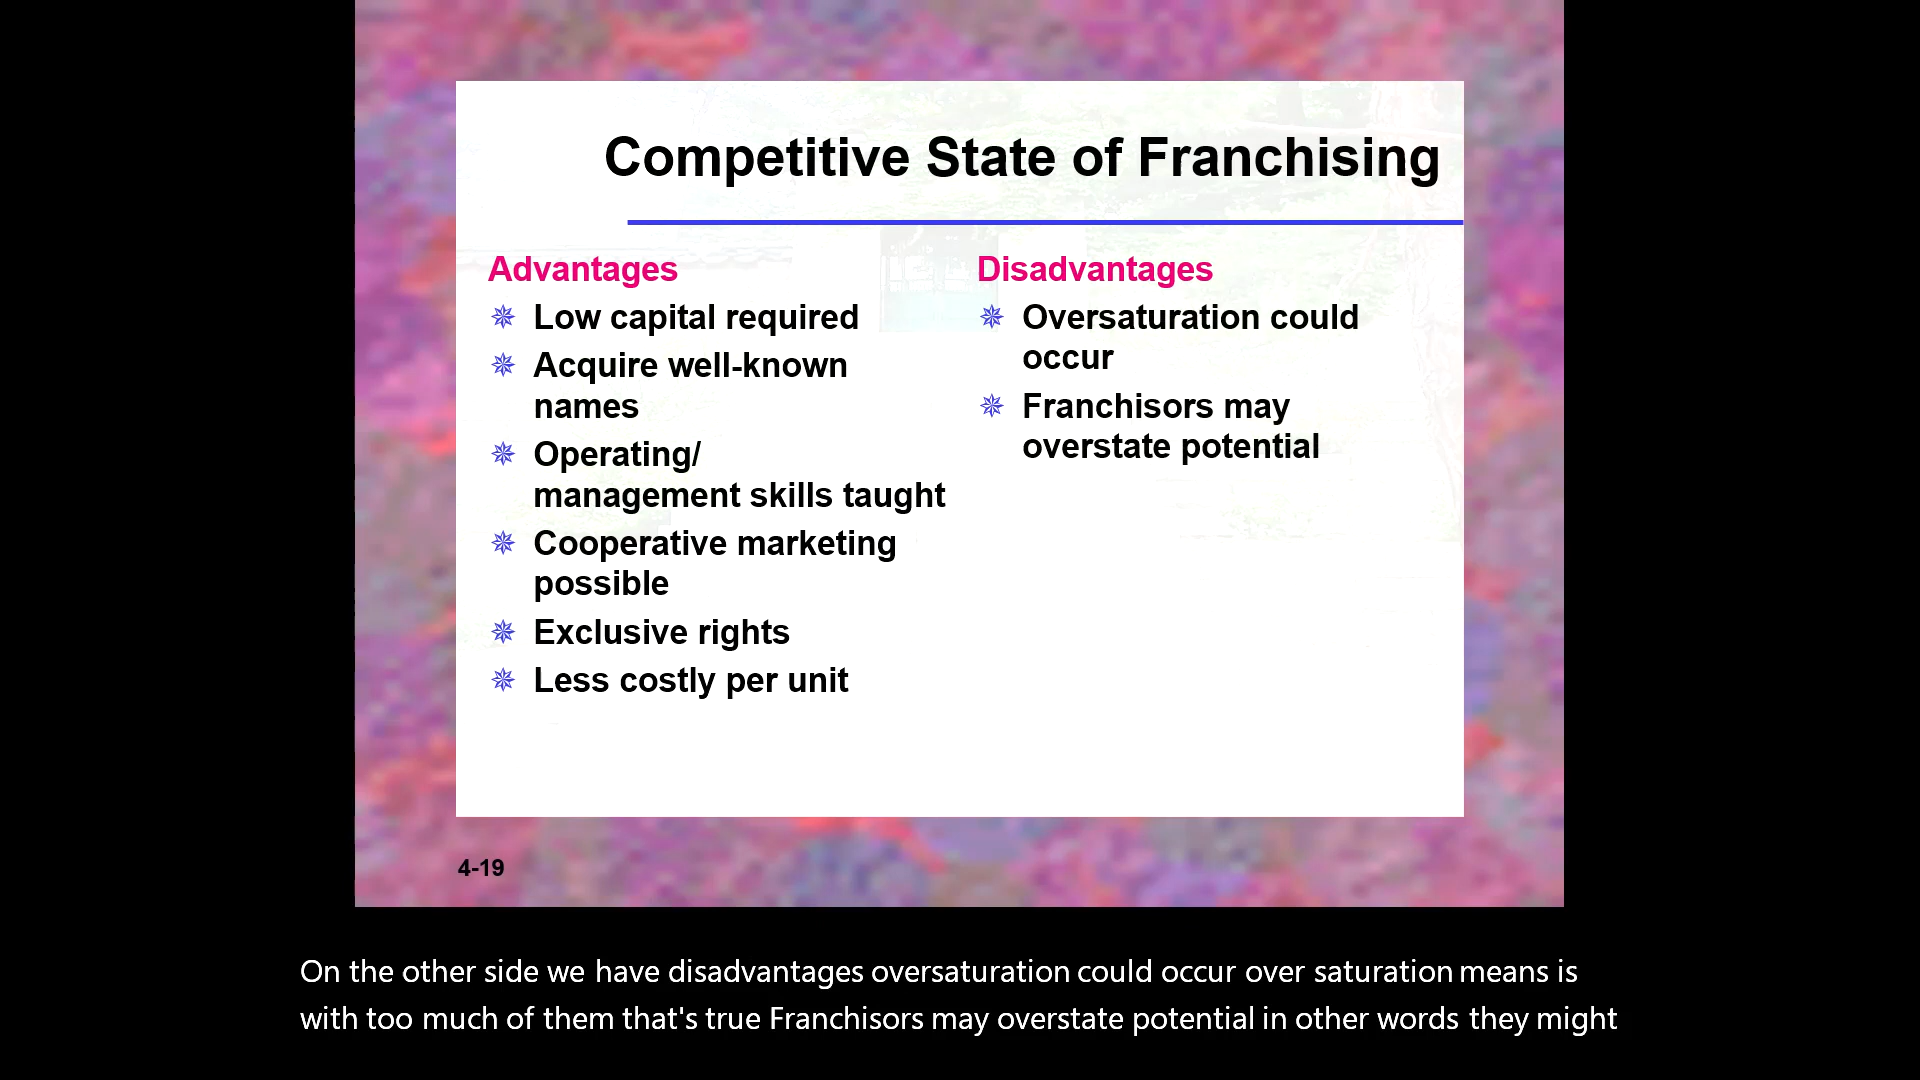 Competitive State of Franchising
Advantages
Low capital required
Acquire well-known
names
Operating/
management skills taught
Cooperative marketing
possible
Exclusive rights
Less costly per unit
Disadvantages
Oversaturation could
occur
Franchisors may
overstate potential
4-19
On the other side we have disadvantages oversaturation could occur over saturation means is
with too much of them that's true Franchisors may overstate potential in other words they might